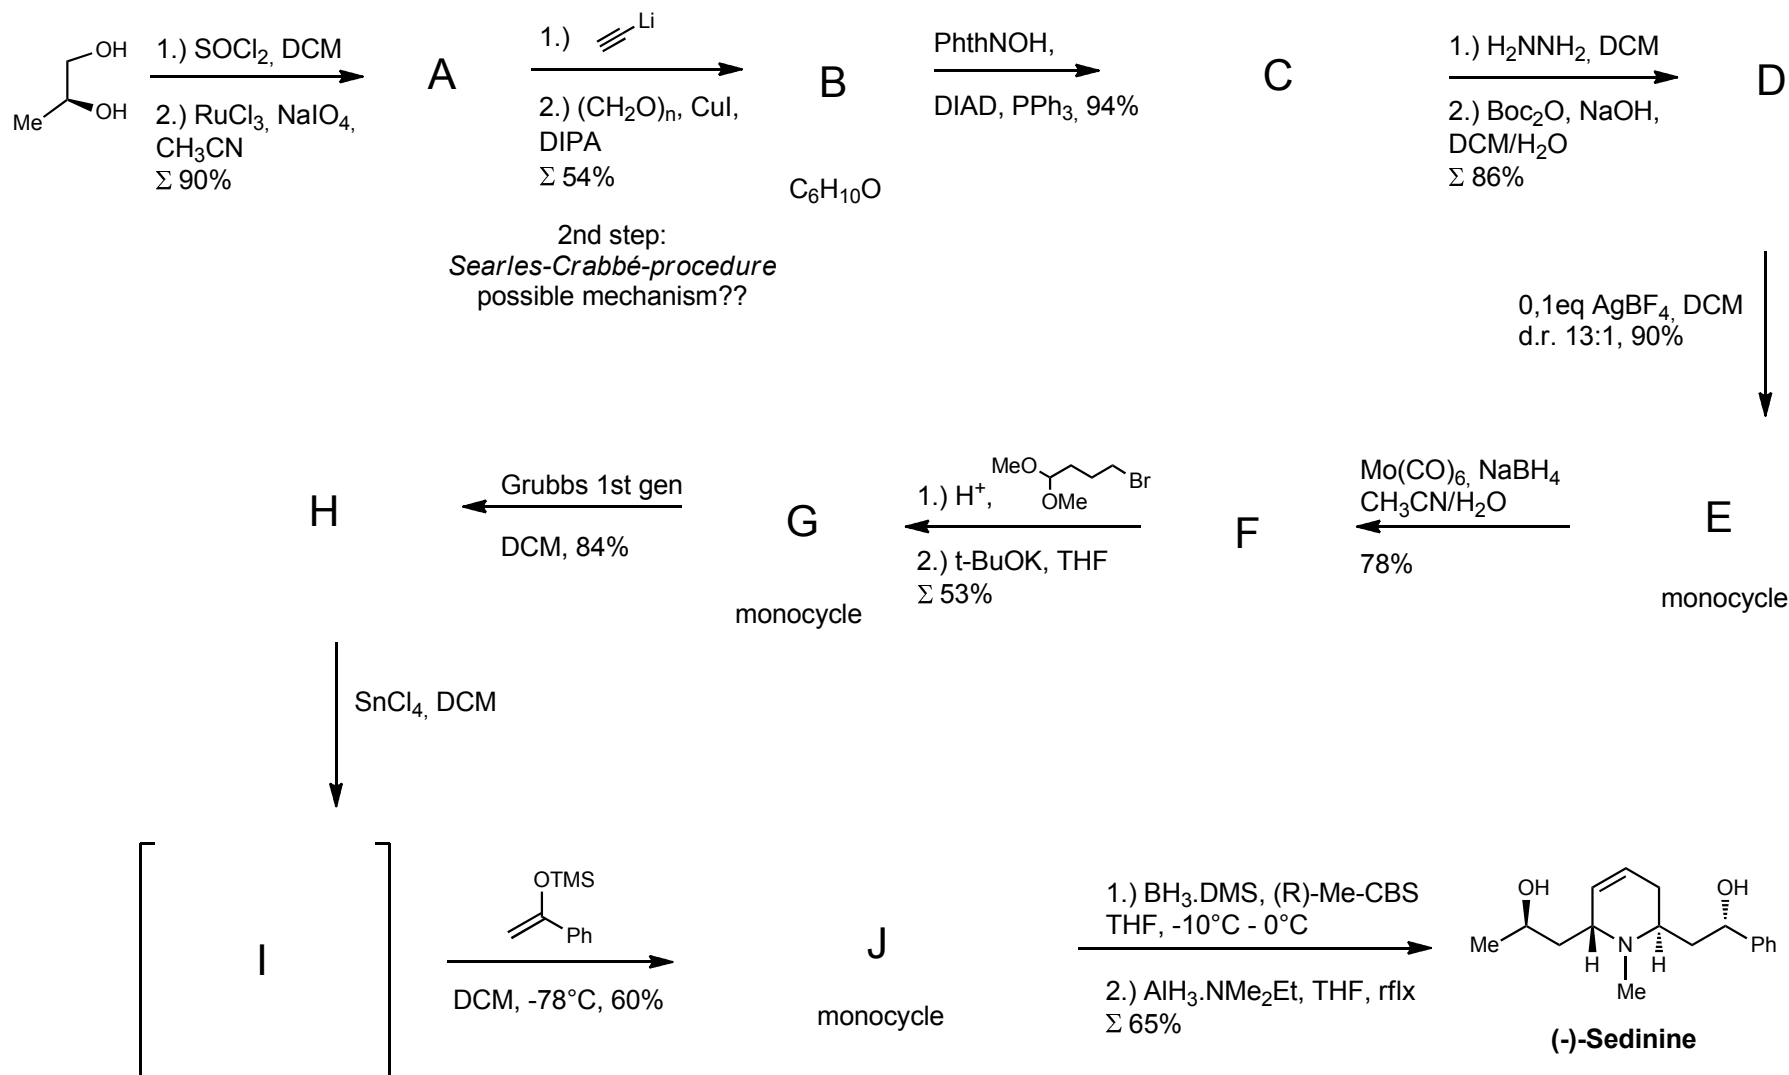 OH
OH
Me
1.) SOCl2, DCM
2.) RuCl3, NaIO4,
CH3CN
Σ 90%
A
1.)
Li
2.) (CH2O)n, CuI,
DIPA
Σ 54%
2nd step:
Searles-Crabbé-procedure
possible mechanism??
B
C6H10O
PhthNOH,
DIAD, PPh3, 94%
C
1.) H2NNH2, DCM
2.) Boc2O, NaOH,
DCM/H2O
Σ 86%
D
0,1eq AgBF4, DCM
d.r. 13:1, 90%
E
monocycle
Mo(CO)6, NaBH4
CH3CN/H2O
78%
F
MeO
Br
OMe
1.) H+,
2.) t-BuOK, THF
Σ 53%
G
monocycle
Grubbs 1st gen
DCM, 84%
H
SnCl4, DCM
I
OTMS
Ph
DCM, -78°C, 60%
J
monocycle
1.) BH3.DMS, (R)-Me-CBS
THF, -10°C - 0°C
2.) AlH3.NMe2Et, THF, rflx
Σ 65%
OH
OH
Me
N
Ph
H
H
Me
(-)-Sedinine